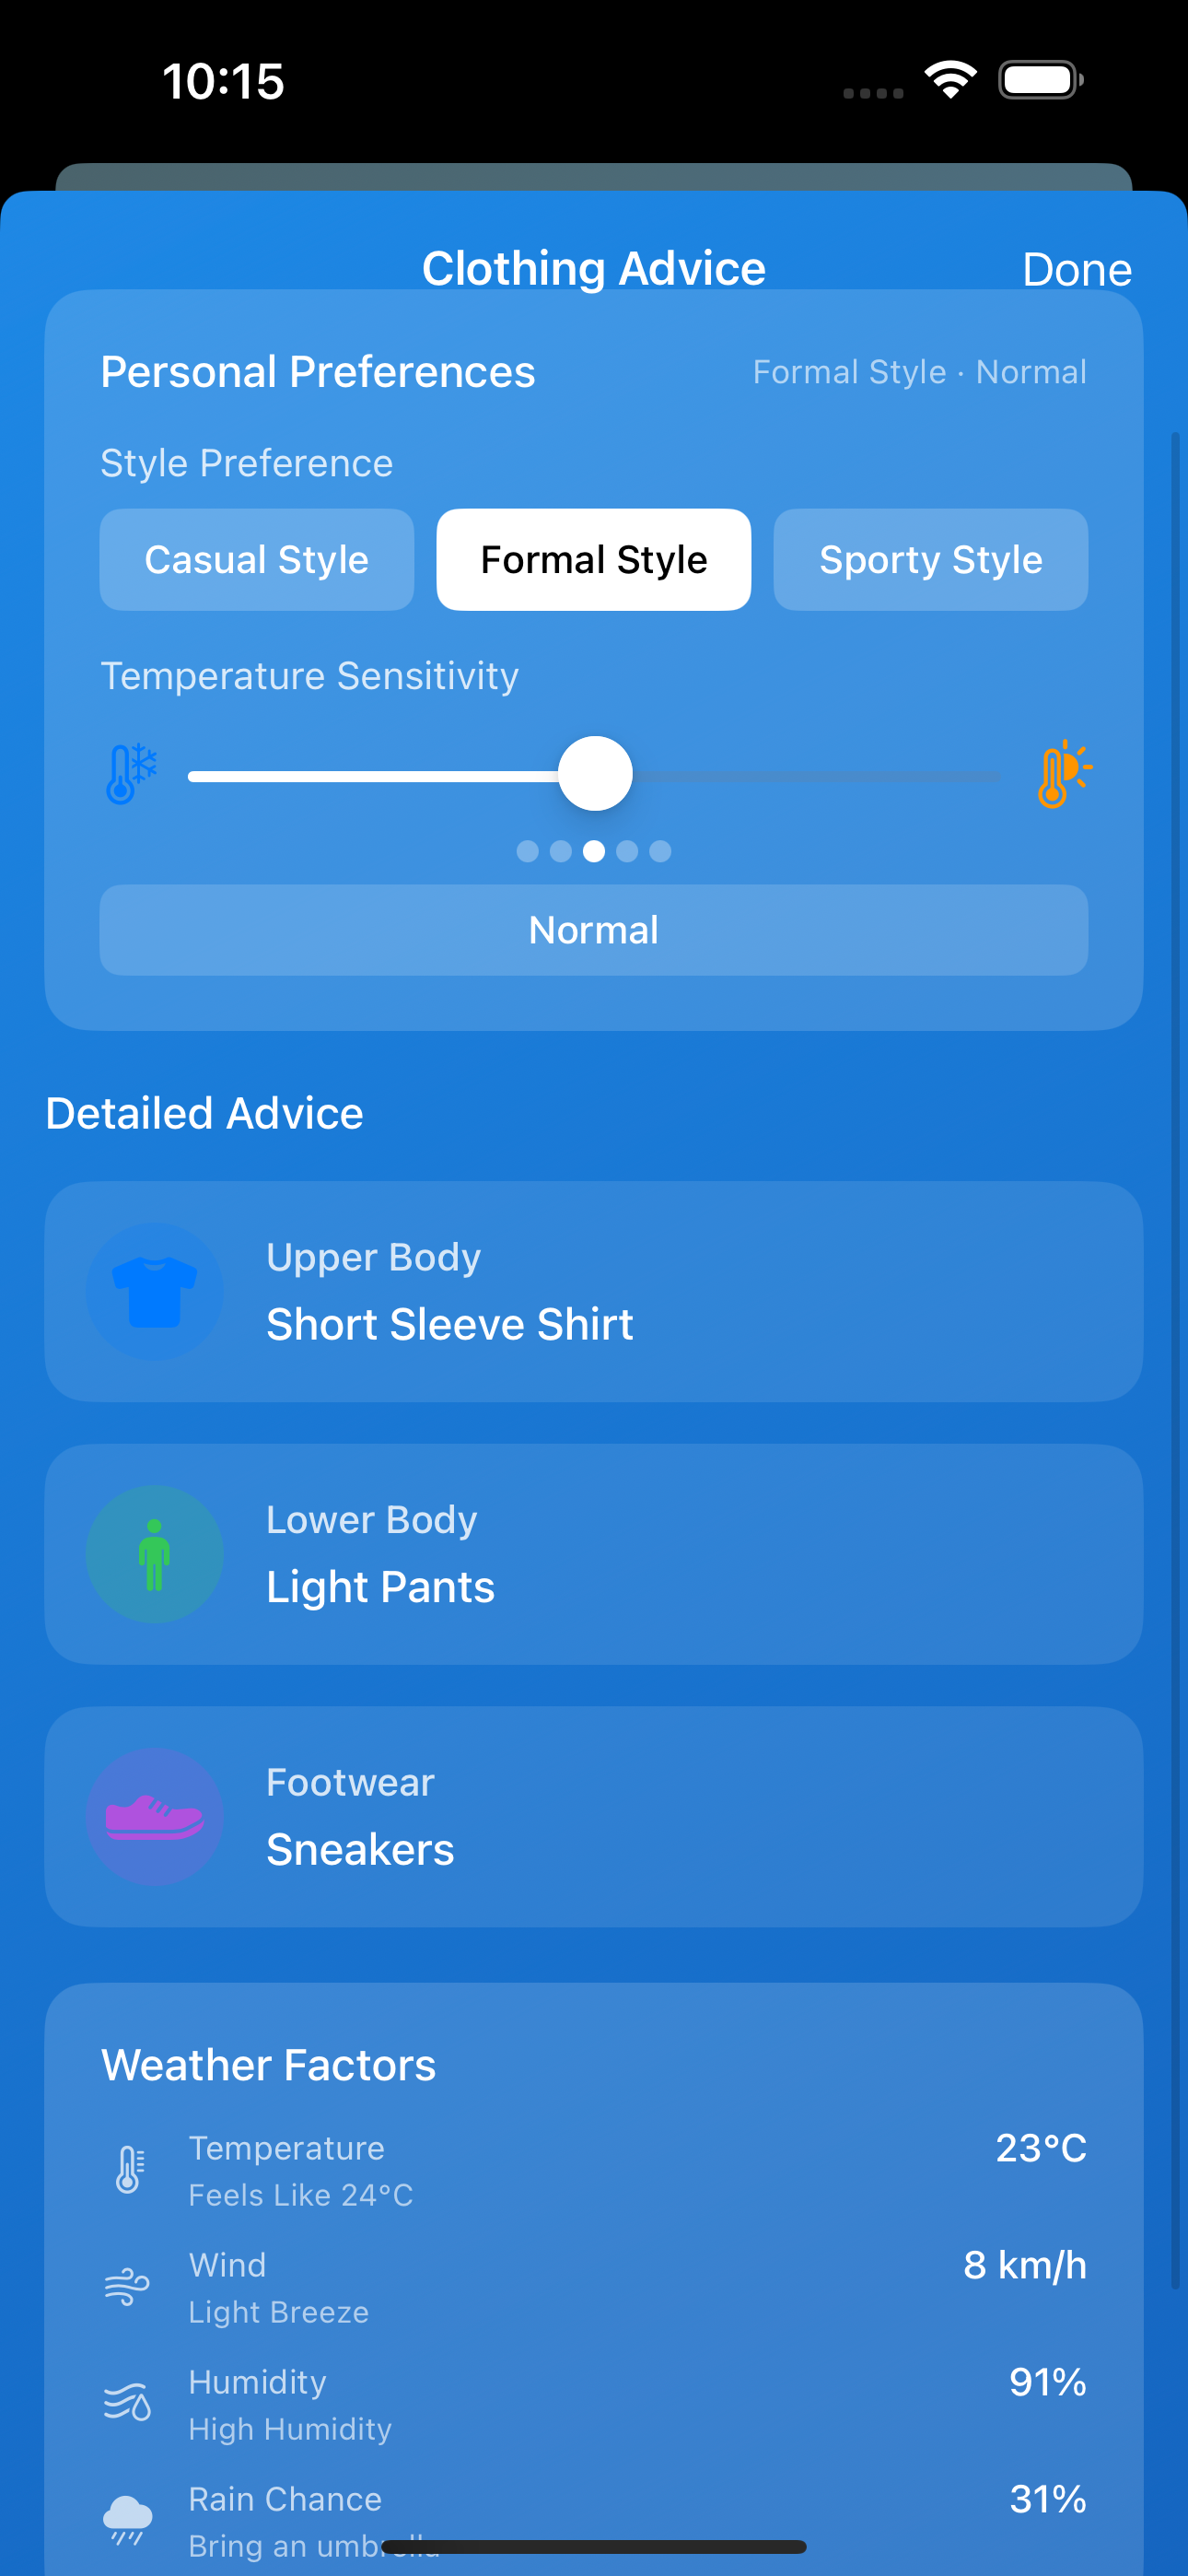 10:15
Clothing Advice
Done
Personal Preferences
Formal Style · Normal
Style Preference
Casual Style
Formal Style
Sporty Style
Temperature Sensitivity
Normal
Detailed Advice
Upper Body
Short Sleeve Shirt
Lower Body
Light Pants
Footwear
Sneakers
Weather Factors
Temperature
23°C
Feels Like 24°C
Wind
8 km/h
Light Breeze
Humidity
91%
High Humidity
Rain Chance
31%
Bring an umbrella